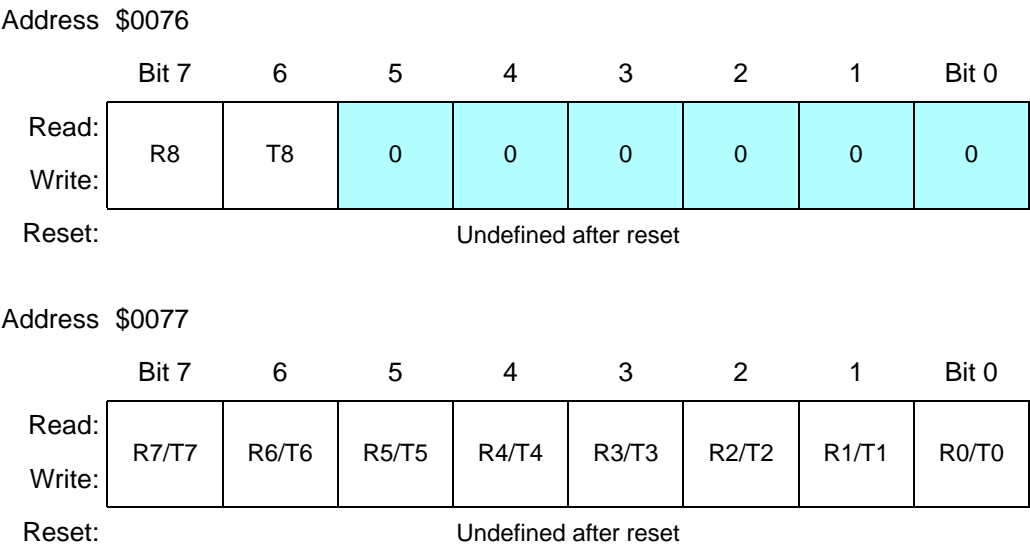 Address $0076
Bit 7 6 5 4 3 2 1 Bit 0
Read:
R8 T8 0 0 0 0 0 0
Write:
Reset: Undefined after reset
Address $0077
Bit 7 6 5 4 3 2 1 Bit 0
Read:
R7/T7 R6/T6 R5/T5 R4/T4 R3/T3 R2/T2 R1/T1 R0/T0
Write:
Reset: Undefined after reset